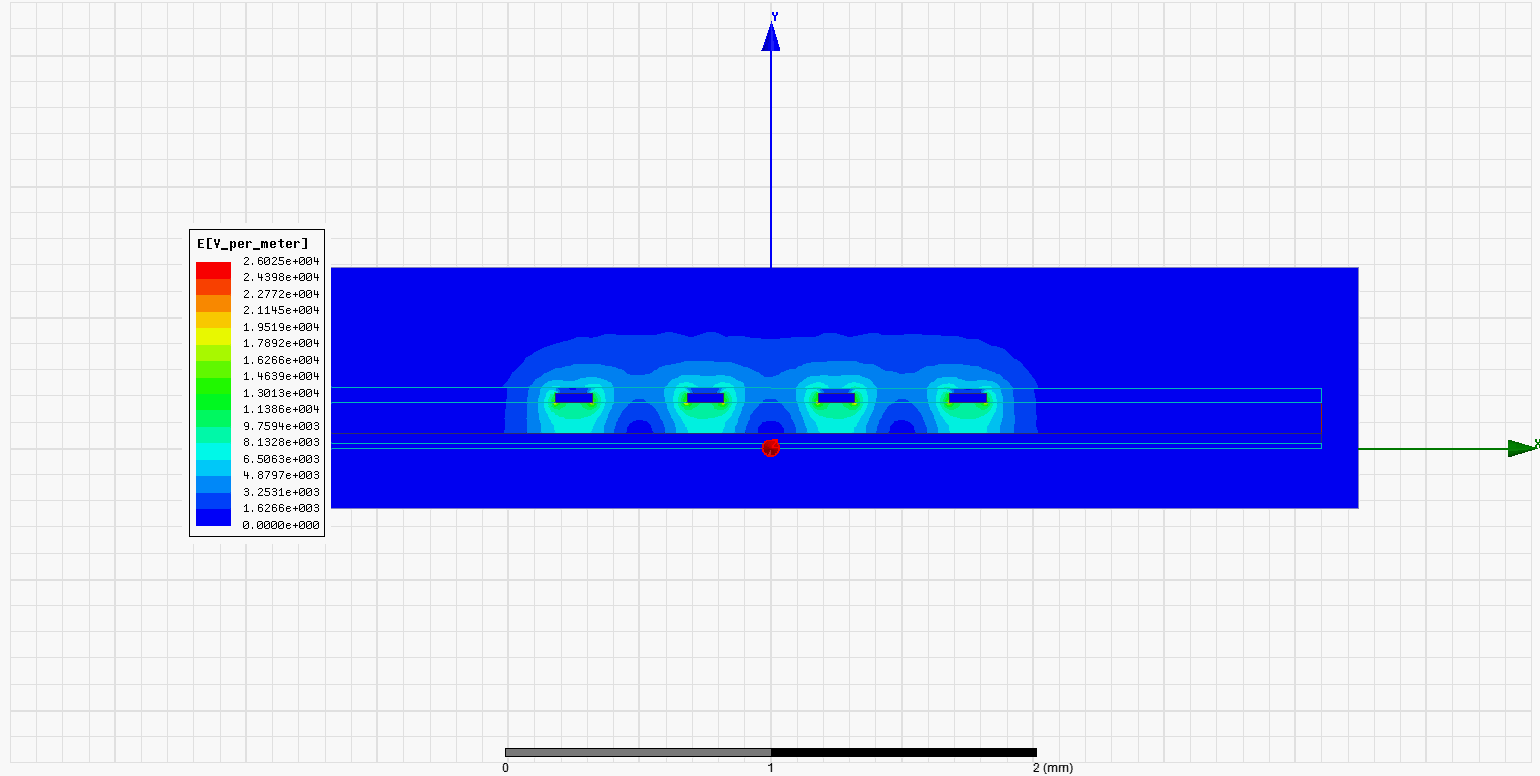 Y
E[V_per_meter]
2.6025e+004
2.4398e+004
2.2772e+004
2.1145e+004
1.9519e+004
1.7892e+004
1.6266e+004
1.4639e+004
1.3013e+004
1.1386e+004
9.7594e+003
8.1328e+003
6.5063e+003
4.8797e+003
3.2531e+003
1.6266e+003
0.0000e+000
X
0 1 2 (mm)